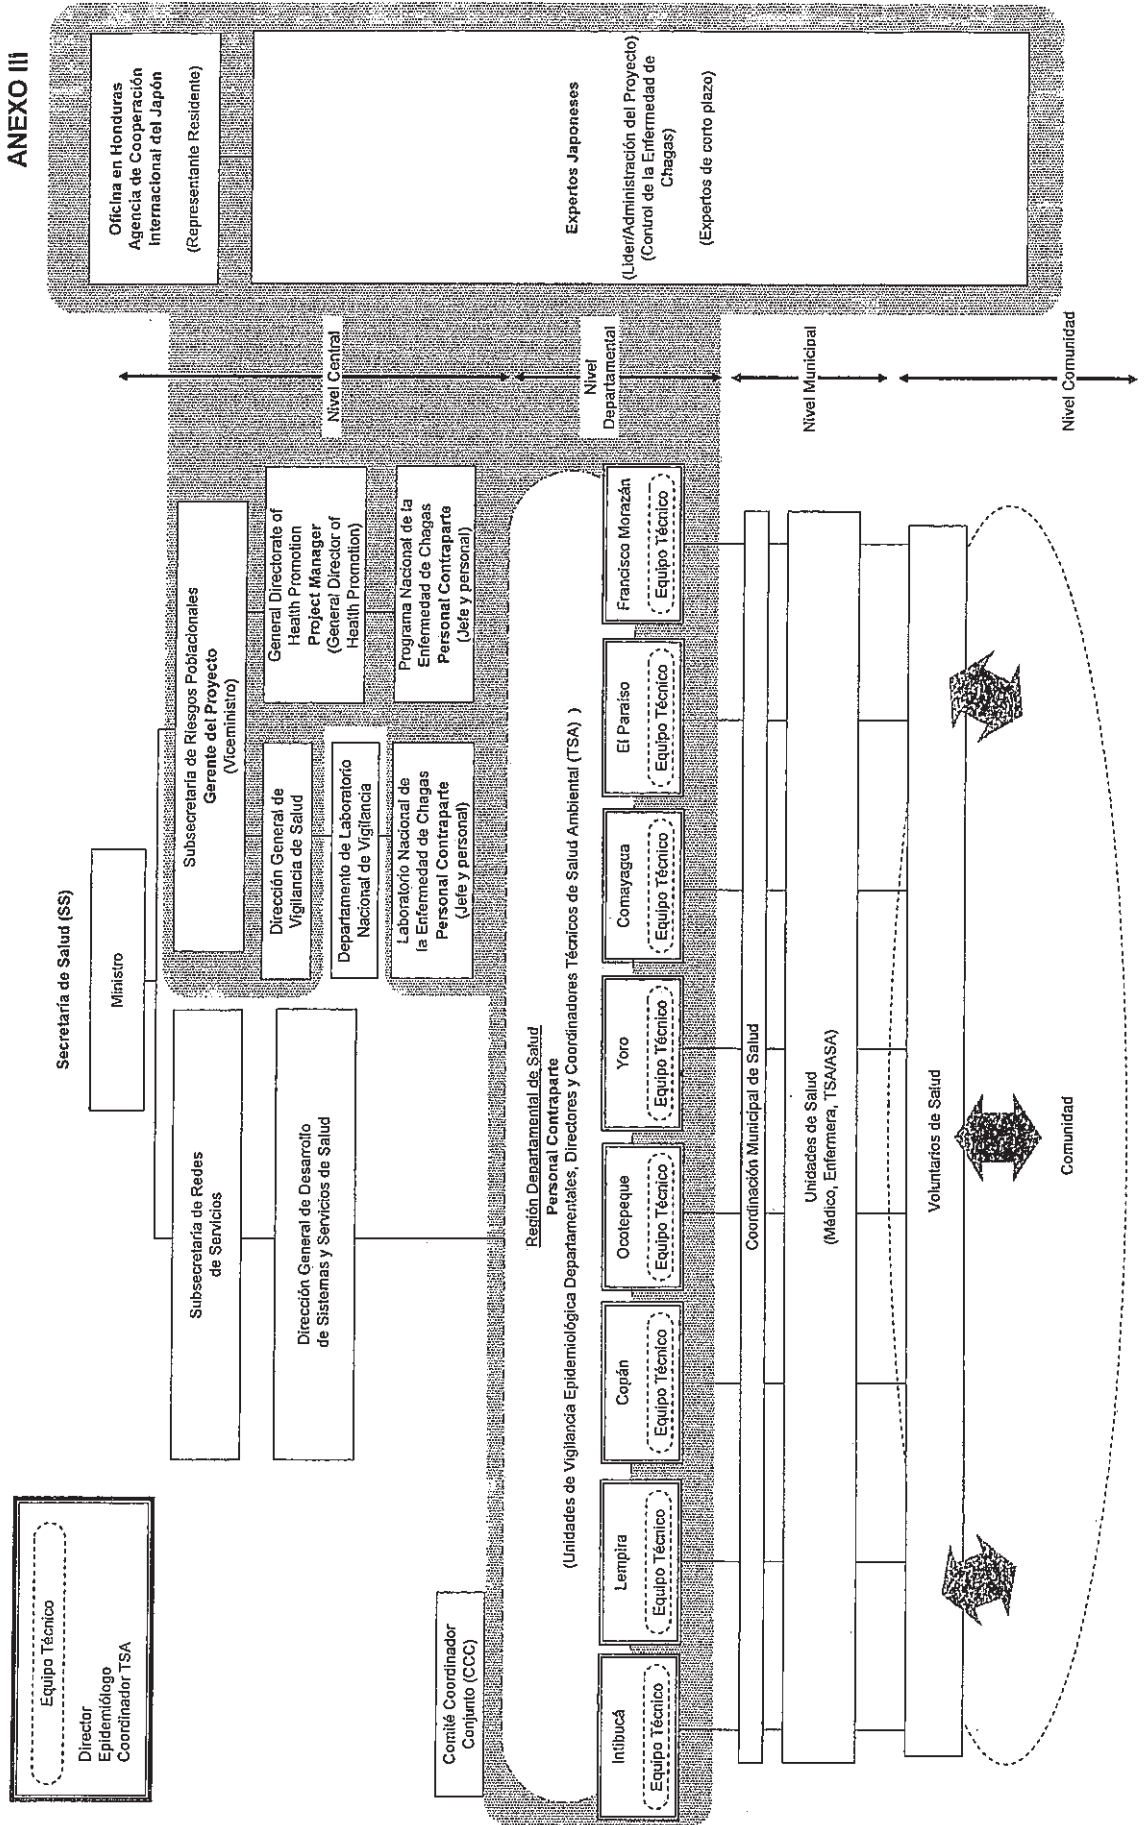 ANEXO III
Equipo Técnico
Director
Epidemiólogo
Coordinador TSA
Secretaría de Salud (SS)
Ministro
Subsecretaría de Redes
de Servicios
Dirección General de Desarrollo
de Sistemas y Servicios de Salud
Subsecretaría de Riesgos Poblacionales
Gerente del Proyecto
(Viceministro)
Dirección General de
Vigilancia de Salud
Departamento de Laboratorio
Nacional de Vigilancia
Laboratorio Nacional de
la Enfermedad de Chagas
Personal Contraparte
(Jefe y personal)
General Directorate of
Health Promotion
Project Manager
(General Director of
Health Promotion)
Programa Nacional de la
Enfermedad de Chagas
Personal Contraparte
(Jefe y personal)
Oficina en Honduras
Agencia de Cooperación
Internacional del Japón
(Representante Residente)
Expertos Japoneses
(Lider/Administración del Proyecto)
(Control de la Enfermedad de
Chagas)
(Expertos de corto plazo)
Nivel Central
Nivel
Departamental
Nivel Municipal
Nivel Comunidad
Comité Coordinador
Conjunto (CCC)
Región Departamental de Salud
Personal Contraparte
(Unidades de Vigilancia Epidemiológica Departamentales, Directores y Coordinadores Técnicos de Salud Ambiental (TSA) )
Intibucá
Equipo Técnico
Lempira
Equipo Técnico
Copán
Equipo Técnico
Ocotepeque
Equipo Técnico
Yoro
Equipo Técnico
Comayagua
Equipo Técnico
El Paraíso
Equipo Técnico
Francisco Morazán
Equipo Técnico
Coordinación Municipal de Salud
Unidades de Salud
(Médico, Enfermera, TSA/ASA)
Voluntarios de Salud
Comunidad